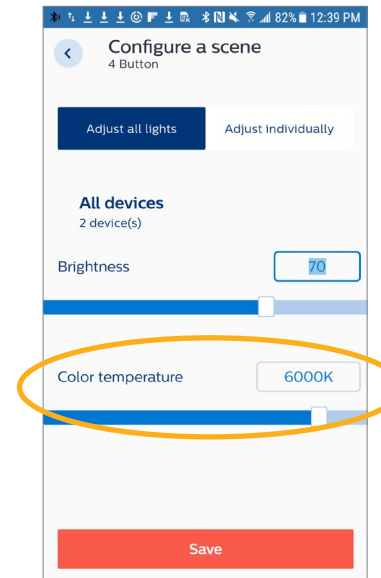 82% 12:39 PM
Configure a scene
4 Button
Adjust all lights Adjust individually
All devices
2 device(s)
Brightness 70
Color temperature 6000K
Save